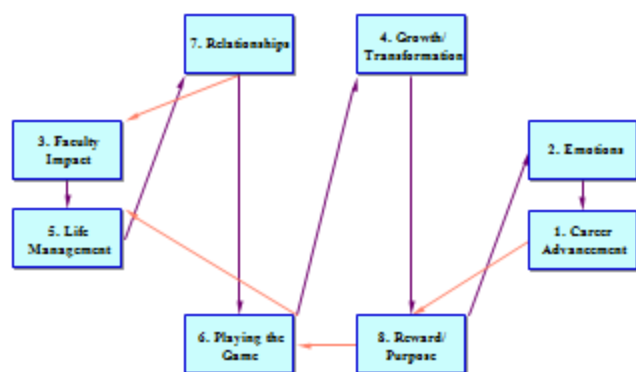 7. Relationships
4. Growth/
Transformation
3. Faculty
Impact
2. Emotions
5. Life
Management
1. Career
Advancement
6. Playing the
Game
8. Reward/
Purpose